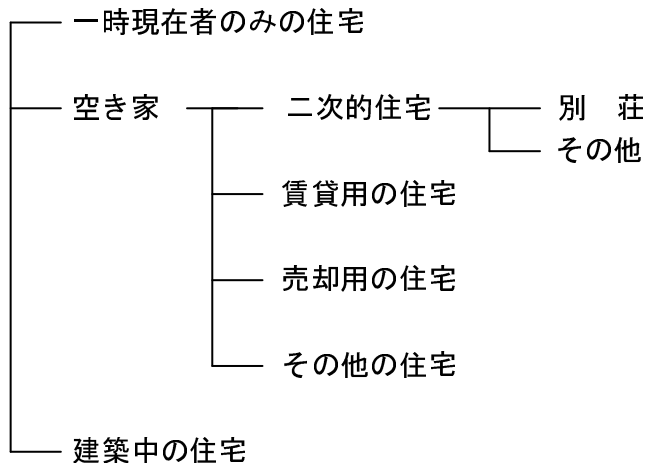 一時現在者のみの住宅
空き家 二次的住宅 別　荘
その他
賃貸用の住宅
売却用の住宅
その他の住宅
建築中の住宅